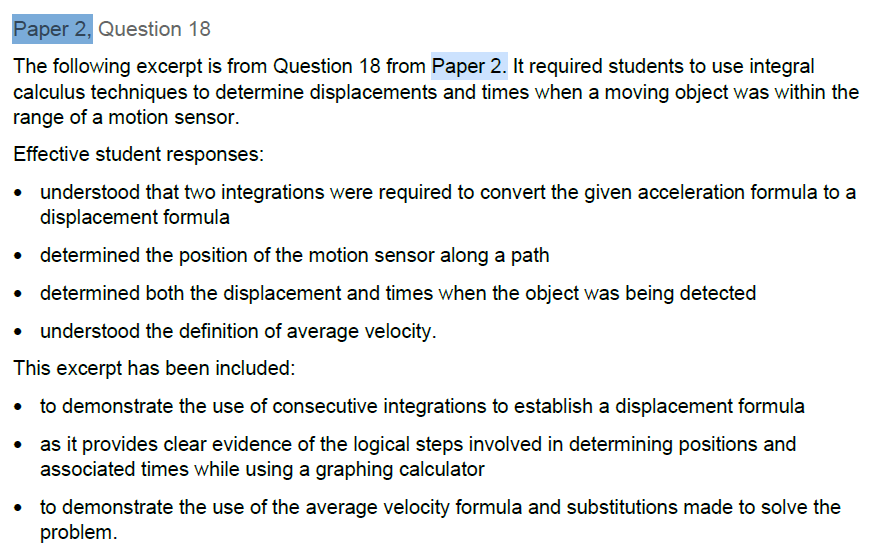 Paper 2, Question 18
The following excerpt is from Question 18 from Paper 2. It required students to use integral
calculus techniques to determine displacements and times when a moving object was within the
range of a motion sensor.
Effective student responses:
• understood that two integrations were required to convert the given acceleration formula to a
displacement formula
• determined the position of the motion sensor along a path
• determined both the displacement and times when the object was being detected
• understood the definition of average velocity.
This excerpt has been included:
• to demonstrate the use of consecutive integrations to establish a displacement formula
• as it provides clear evidence of the logical steps involved in determining positions and
associated times while using a graphing calculator
• to demonstrate the use of the average velocity formula and substitutions made to solve the
problem.